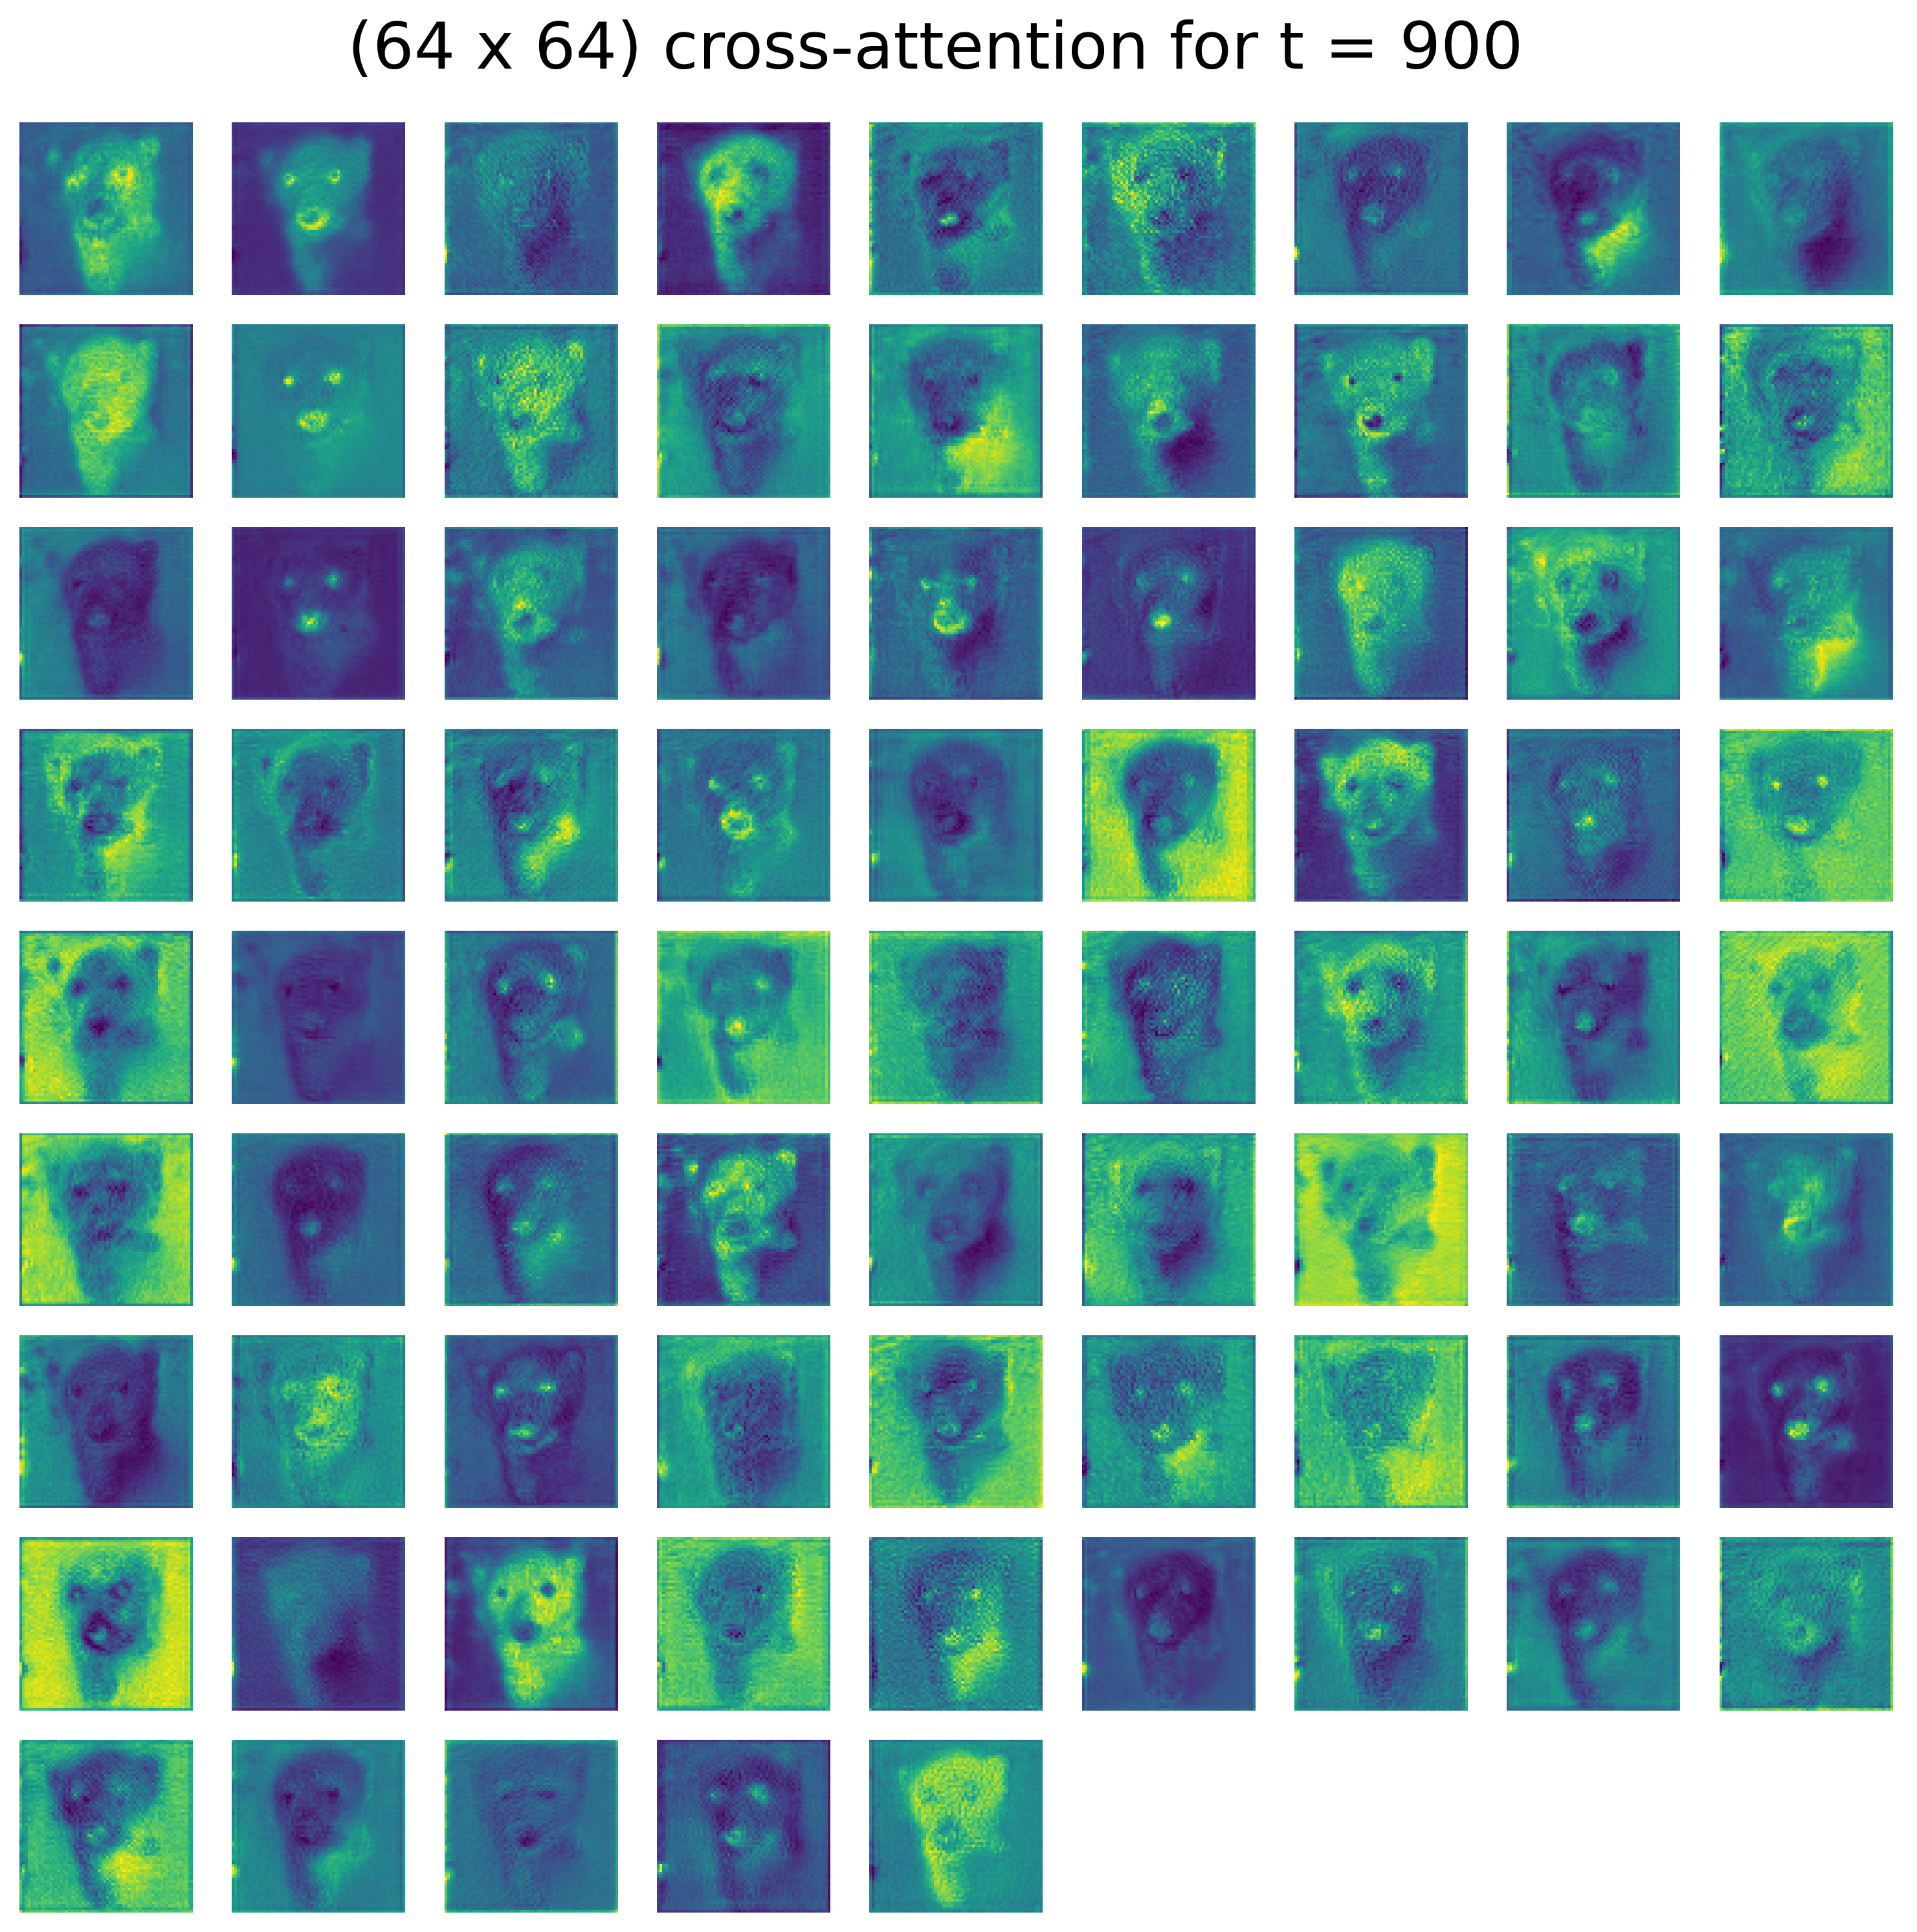 (64 x 64) cross-attention for t = 900